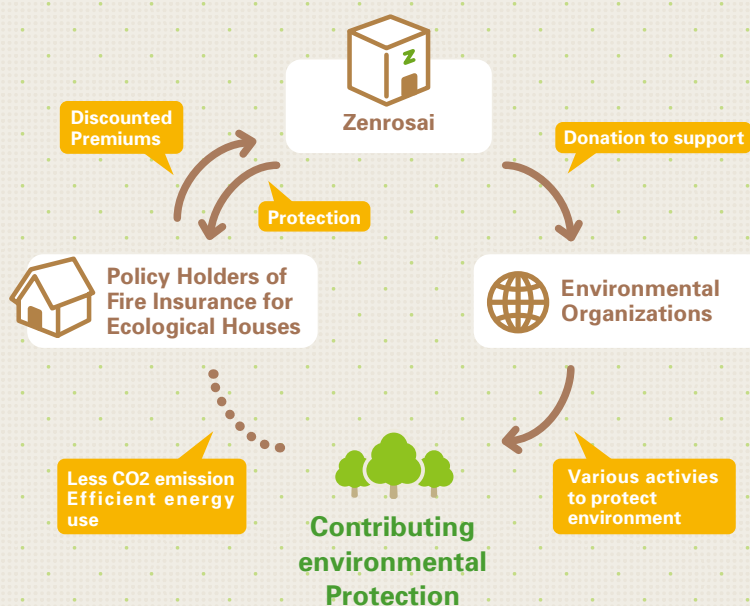 Z
Zenrosai
Discounted
Premiums
Donation to support
Protection
Policy Holders of
Fire Insurance for
Ecological Houses
Environmental
Organizations
Less CO2 emission
Efficient energy
use
Various activies
to protect
environment
Contributing
environmental
Protection